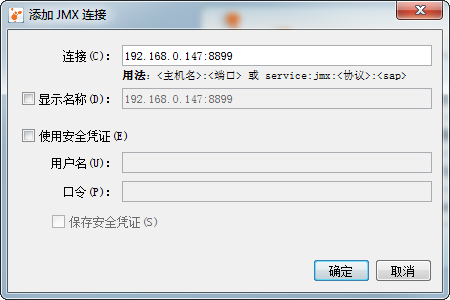 添加 JMX 连接
连接(C): 192.168.0.147:8899
用法: <主机名>:<端口> 或 service:jmx:<协议>:<sap>
显示名称(D): 192.168.0.147:8899
使用安全凭证(E)
用户名(U):
口令(P):
保存安全凭证(S)
确定 取消